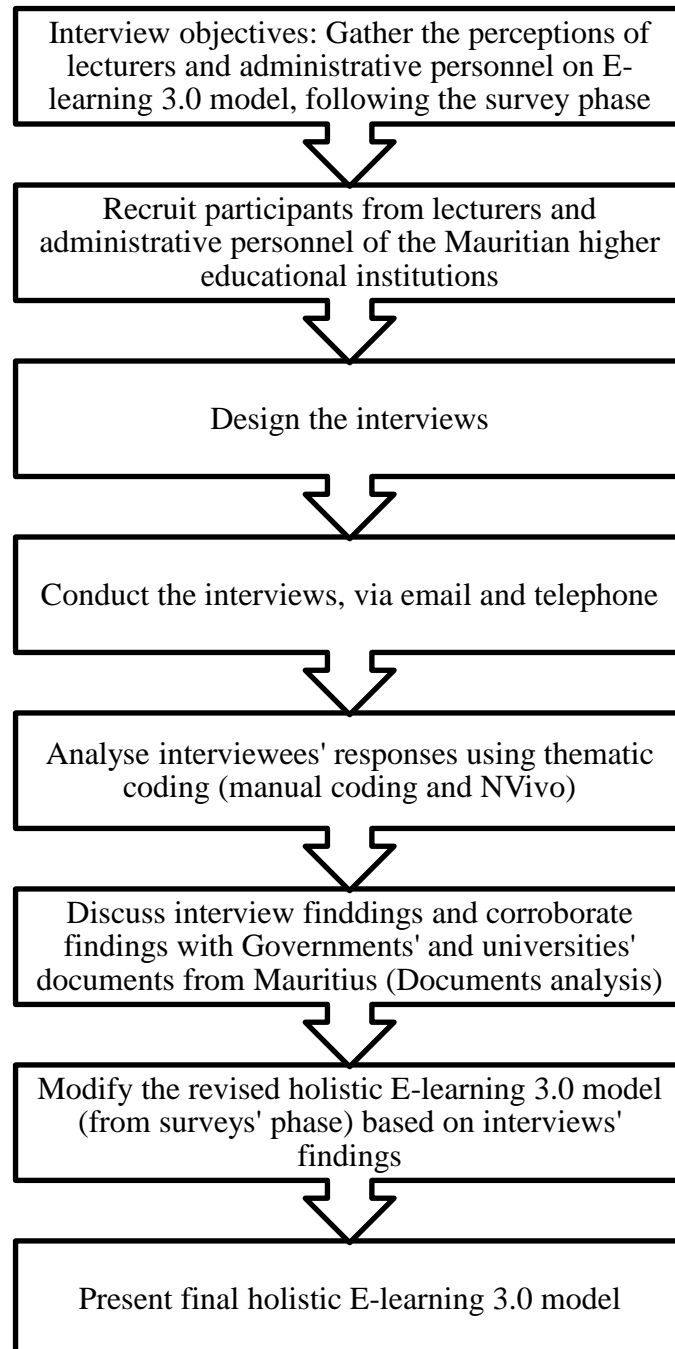 Interview objectives: Gather the perceptions of
lecturers and administrative personnel on E-
learning 3.0 model, following the survey phase
Recruit participants from lecturers and
administrative personnel of the Mauritian higher
educational institutions
Design the interviews
Conduct the interviews, via email and telephone
Analyse interviewees' responses using thematic
coding (manual coding and NVivo)
Discuss interview finddings and corroborate
findings with Governments' and universities'
documents from Mauritius (Documents analysis)
Modify the revised holistic E-learning 3.0 model
(from surveys' phase) based on interviews'
findings
Present final holistic E-learning 3.0 model